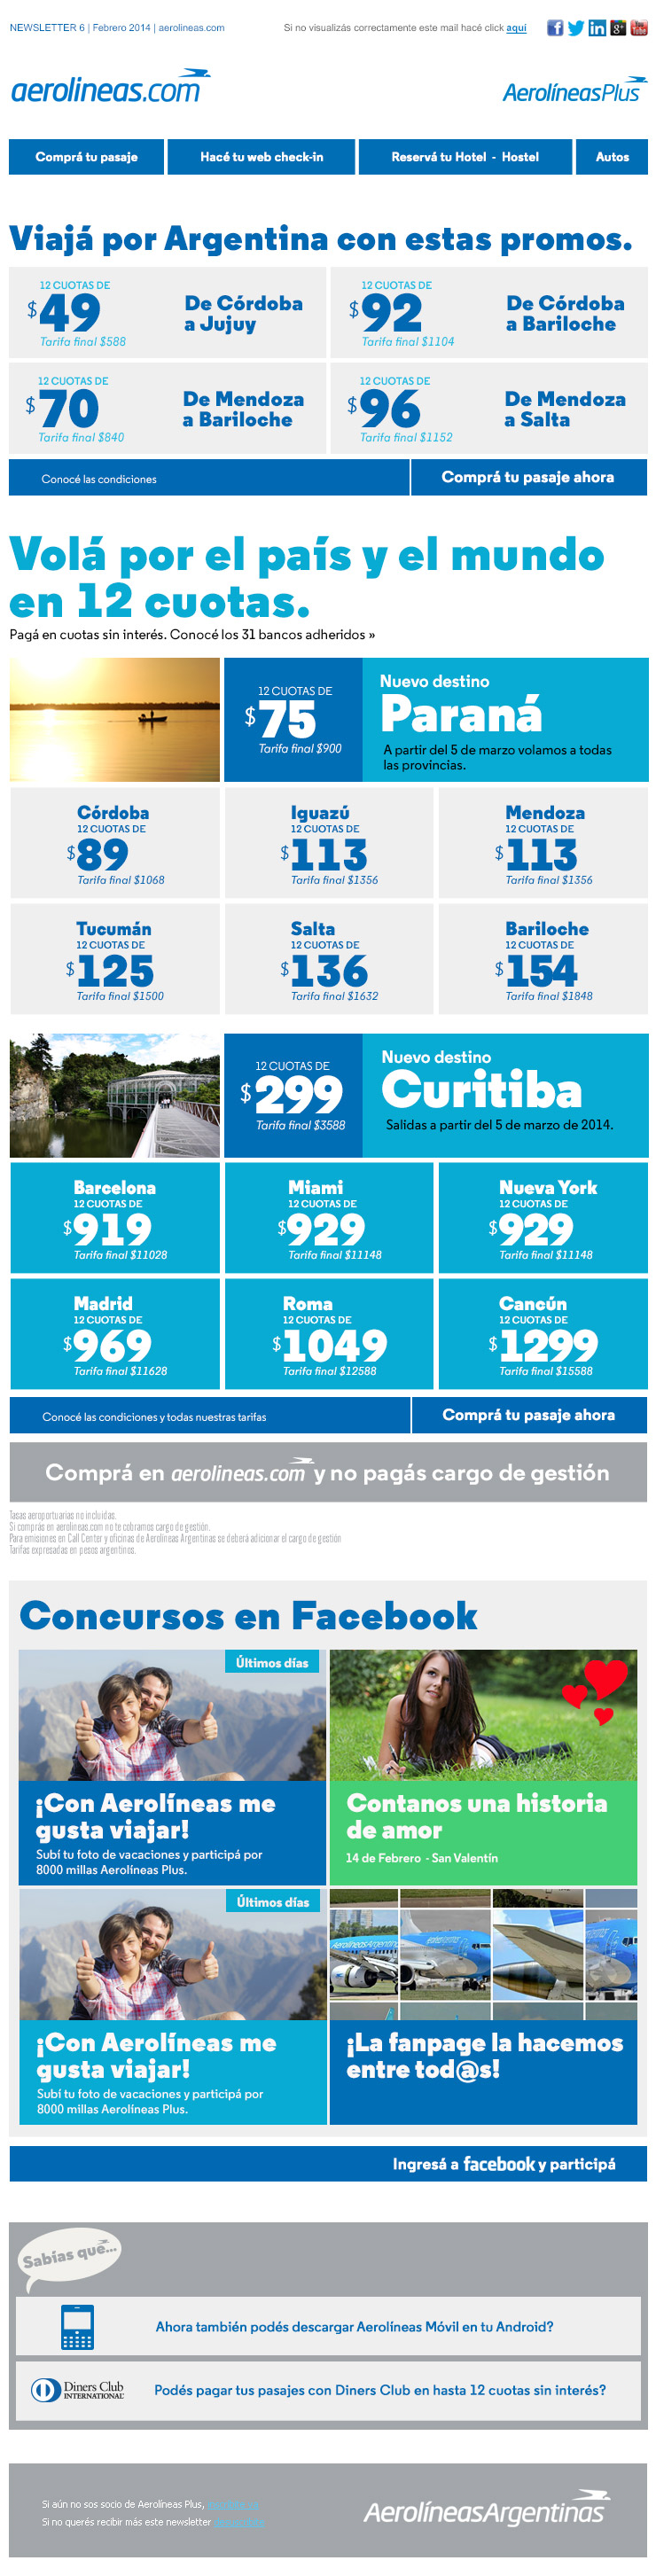 NEWSLETTER 6 | Febrero 2014 | aerolineas.com
Si no visualizás correctamente este mail hacé click aquí
aerolineas.com
AerolíneasPlus
Comprá tu pasaje
Hacé tu web check-in
Reservá tu Hotel - Hostel
Autos
Viajá por Argentina con estas promos.
12 CUOTAS DE
$49
Tarifa final $588
De Córdoba
a Jujuy
12 CUOTAS DE
$92
Tarifa final $1104
De Córdoba
a Bariloche
12 CUOTAS DE
$70
Tarifa final $840
De Mendoza
a Bariloche
12 CUOTAS DE
$96
Tarifa final $1152
De Mendoza
a Salta
Conocé las condiciones
Comprá tu pasaje ahora
Volá por el país y el mundo
en 12 cuotas.
Pagá en cuotas sin interés. Conocé los 31 bancos adheridos »
12 CUOTAS DE
$75
Tarifa final $900
Nuevo destino
Paraná
A partir del 5 de marzo volamos a todas
las provincias.
Córdoba
12 CUOTAS DE
$89
Tarifa final $1068
Iguazú
12 CUOTAS DE
$113
Tarifa final $1356
Mendoza
12 CUOTAS DE
$113
Tarifa final $1356
Tucumán
12 CUOTAS DE
$125
Tarifa final $1500
Salta
12 CUOTAS DE
$136
Tarifa final $1632
Bariloche
12 CUOTAS DE
$154
Tarifa final $1848
12 CUOTAS DE
$299
Tarifa final $3588
Nuevo destino
Curitiba
Salidas a partir del 5 de marzo de 2014.
Barcelona
12 CUOTAS DE
$919
Tarifa final $11028
Miami
12 CUOTAS DE
$929
Tarifa final $11148
Nueva York
12 CUOTAS DE
$929
Tarifa final $11148
Madrid
12 CUOTAS DE
$969
Tarifa final $11628
Roma
12 CUOTAS DE
$1049
Tarifa final $12588
Cancún
12 CUOTAS DE
$1299
Tarifa final $15588
Conocé las condiciones y todas nuestras tarifas
Comprá tu pasaje ahora
Comprá en aerolineas.com y no pagás cargo de gestión
Tasas aeroportuarias no incluidas.
Si comprás en aerolineas.com no te cobramos cargo de gestión.
Para emisiones en Call Center y oficinas de Aerolíneas Argentinas se deberá adicionar el cargo de gestión
Tarifas expresadas en pesos argentinos.
Concursos en Facebook
Últimos días
¡Con Aerolíneas me
gusta viajar!
Subí tu foto de vacaciones y participá por
8000 millas Aerolíneas Plus.
Contanos una historia
de amor
14 de Febrero - San Valentín
Últimos días
¡Con Aerolíneas me
gusta viajar!
Subí tu foto de vacaciones y participá por
8000 millas Aerolíneas Plus.
¡La fanpage la hacemos
entre tod@s!
Ingresá a facebook y participá
Sabías qué...
Ahora también podés descargar Aerolíneas Móvil en tu Android?
Diners Club
INTERNATIONAL
Podés pagar tus pasajes con Diners Club en hasta 12 cuotas sin interés?
Si aún no sos socio de Aerolíneas Plus,
Si no querés recibir más este newsletter
AerolíneasArgentinas